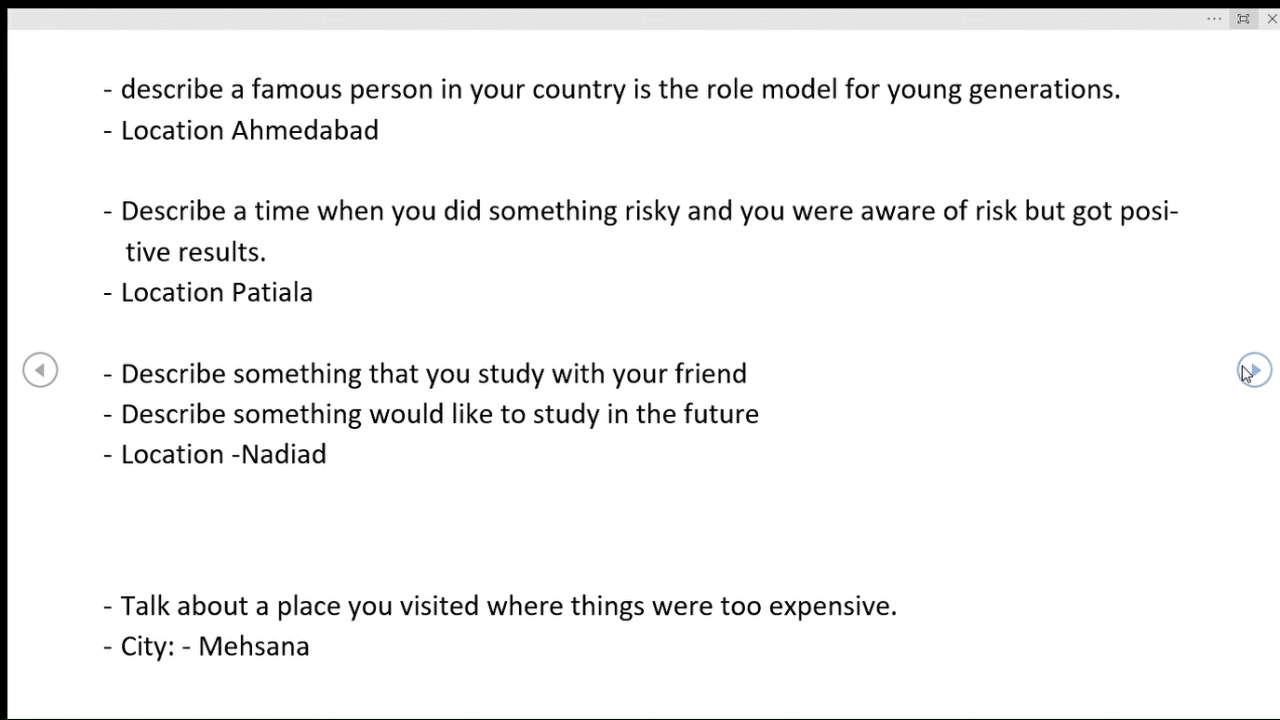 - describe a famous person in your country is the role model for young generations.
- Location Ahmedabad
- Describe a time when you did something risky and you were aware of risk but got posi-
tive results.
- Location Patiala
- Describe something that you study with your friend
- Describe something would like to study in the future
- Location -Nadiad
- Talk about a place you visited where things were too expensive.
- City: - Mehsana